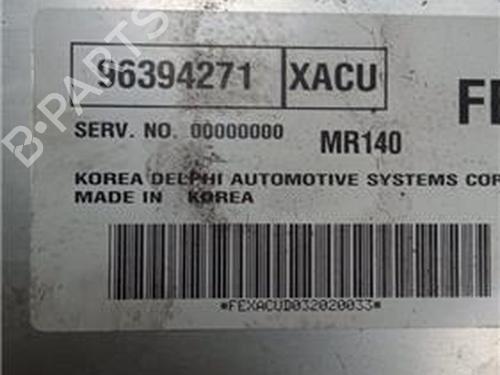 96394271 XACU
FE
SERV. NO. 00000000 MR140
KOREA DELPHI AUTOMOTIVE SYSTEMS COR
MADE IN KOREA
*FEXACUD032020033*
B-PARTS